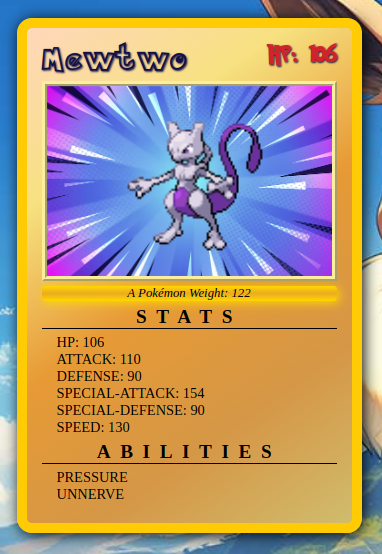 Mewtwo
HP: 106
A Pokémon Weight: 122
STATS
HP: 106
ATTACK: 110
DEFENSE: 90
SPECIAL-ATTACK: 154
SPECIAL-DEFENSE: 90
SPEED: 130
ABILITIES
PRESSURE
UNNERVE